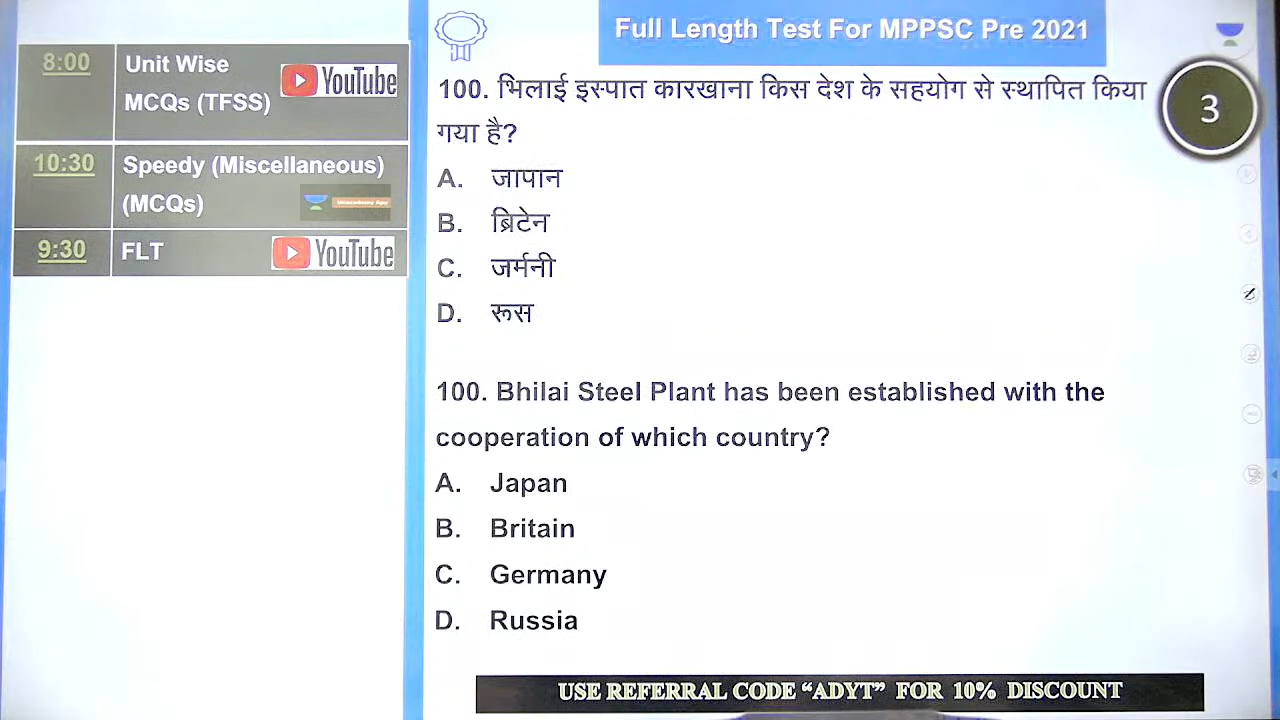 Full Length Test For MPPSC Pre 2021
8:00
Unit Wise
MCQs (TFSS)
YouTube
10:30
Speedy (Miscellaneous)
(MCQs)
9:30
FLT
YouTube
3
100. भिलाई इस्पात कारखाना किस देश के सहयोग से स्थापित किया
गया है?
A. जापान
B. ब्रिटेन
C. जर्मनी
D. रूस
100. Bhilai Steel Plant has been established with the
cooperation of which country?
A. Japan
B. Britain
C. Germany
D. Russia
USE REFERRAL CODE “ADYT” FOR 10% DISCOUNT